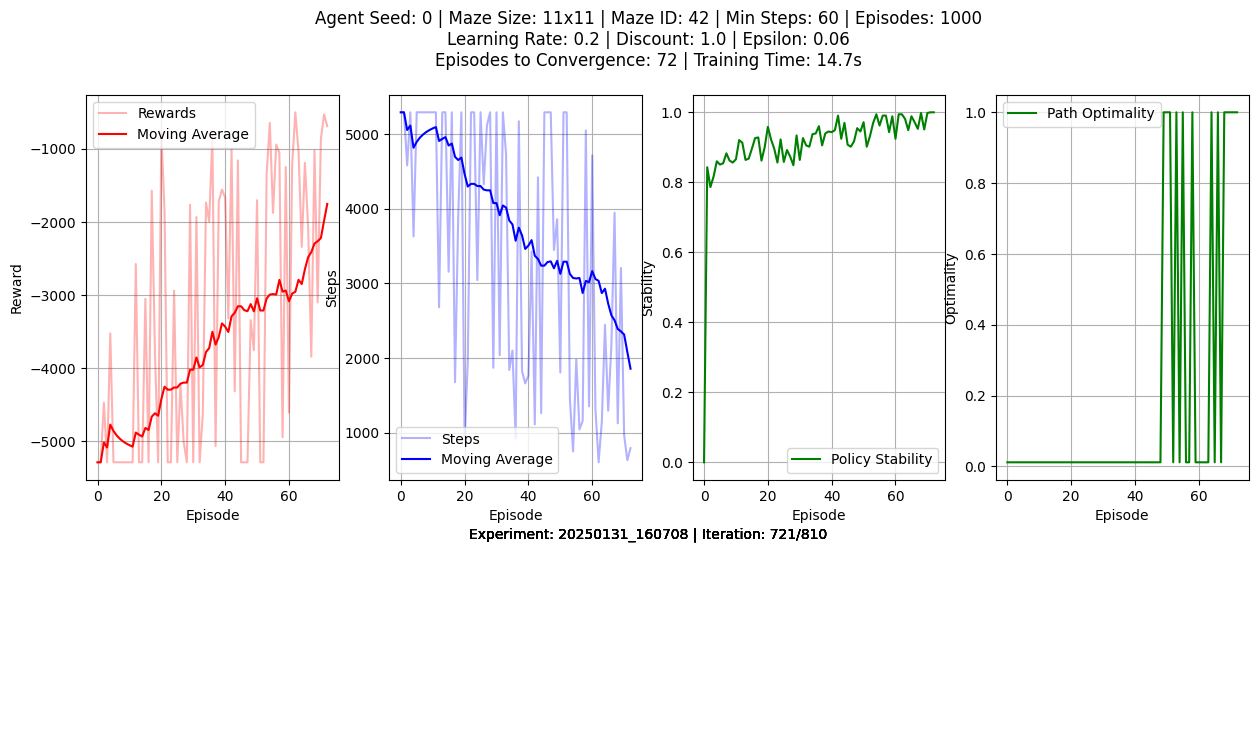 Agent Seed: 0 | Maze Size: 11x11 | Maze ID: 42 | Min Steps: 60 | Episodes: 1000
Learning Rate: 0.2 | Discount: 1.0 | Epsilon: 0.06
Episodes to Convergence: 72 | Training Time: 14.7s
Rewards
Moving Average
−1000
−2000
−3000
−4000
−5000
Reward
0
20
40
60
Episode
5000
4000
3000
2000
1000
Steps
Steps
Moving Average
0
20
40
60
Episode
1.0
0.8
0.6
0.4
0.2
0.0
Stability
Policy Stability
0
20
40
60
Episode
Path Optimality
1.0
0.8
0.6
0.4
0.2
0.0
Optimality
0
20
40
60
Episode
Experiment: 20250131_160708 | Iteration: 721/810